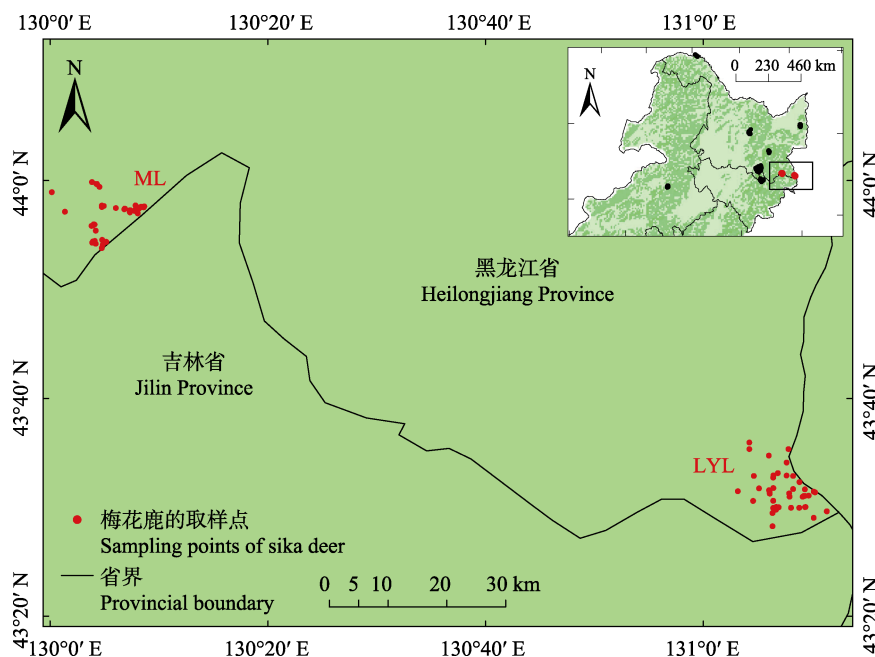 130°0′ E 130°20′ E 130°40′ E 131°0′ E
N
0 230 460 km
N
ML
44°0′ N
44°0′ N
黑龙江省
Heilongjiang Province
吉林省
Jilin Province
43°40′ N
43°40′ N
LYL
梅花鹿的取样点
Sampling points of sika deer
省界
Provincial boundary
0 5 10 20 30 km
43°20′ N
43°20′ N
130°0′ E 130°20′ E 130°40′ E 131°0′ E